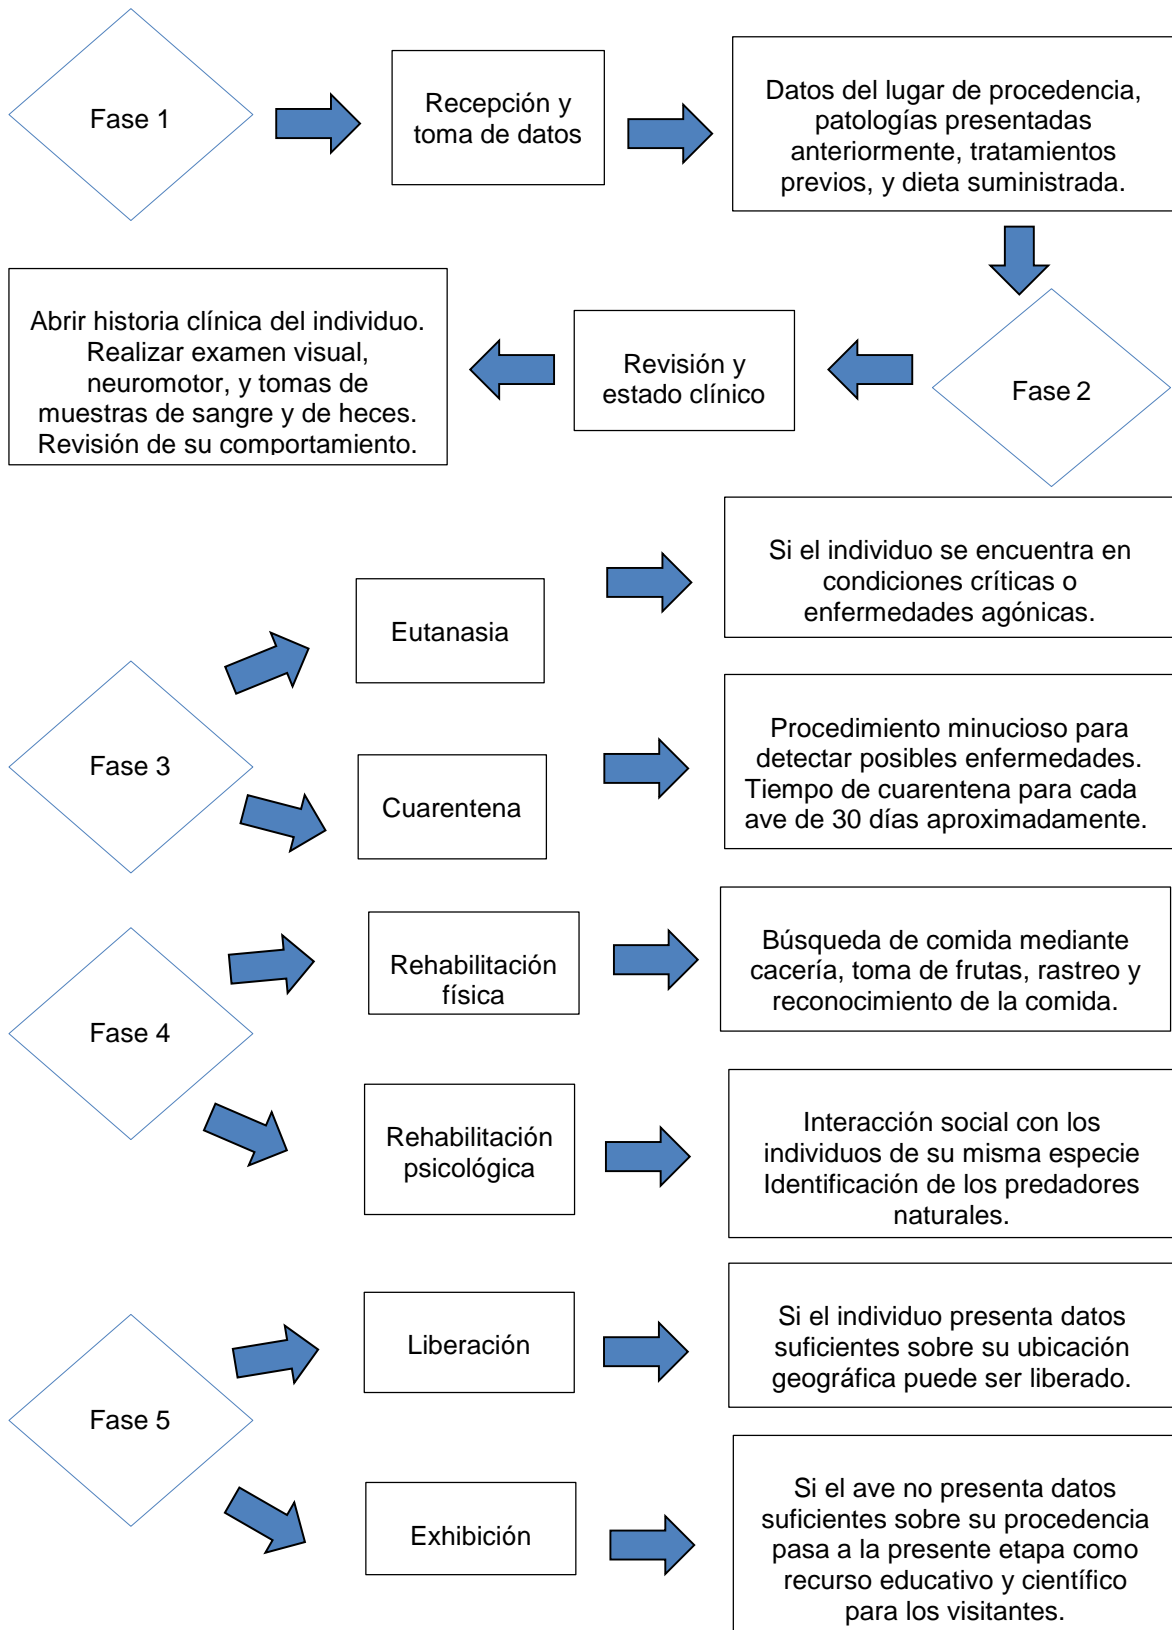 Fase 1
Recepción y
toma de datos
Datos del lugar de procedencia,
patologías presentadas
anteriormente, tratamientos
previos, y dieta suministrada.
Fase 2
Revisión y
estado clínico
Abrir historia clínica del individuo.
Realizar examen visual,
neuromotor, y tomas de
muestras de sangre y de heces.
Revisión de su comportamiento.
Fase 3
Eutanasia
Si el individuo se encuentra en
condiciones críticas o
enfermedades agónicas.
Cuarentena
Procedimiento minucioso para
detectar posibles enfermedades.
Tiempo de cuarentena para cada
ave de 30 días aproximadamente.
Fase 4
Rehabilitación
física
Búsqueda de comida mediante
cacería, toma de frutas, rastreo y
reconocimiento de la comida.
Rehabilitación
psicológica
Interacción social con los
individuos de su misma especie
Identificación de los predadores
naturales.
Fase 5
Liberación
Si el individuo presenta datos
suficientes sobre su ubicación
geográfica puede ser liberado.
Exhibición
Si el ave no presenta datos
suficientes sobre su procedencia
pasa a la presente etapa como
recurso educativo y científico
para los visitantes.